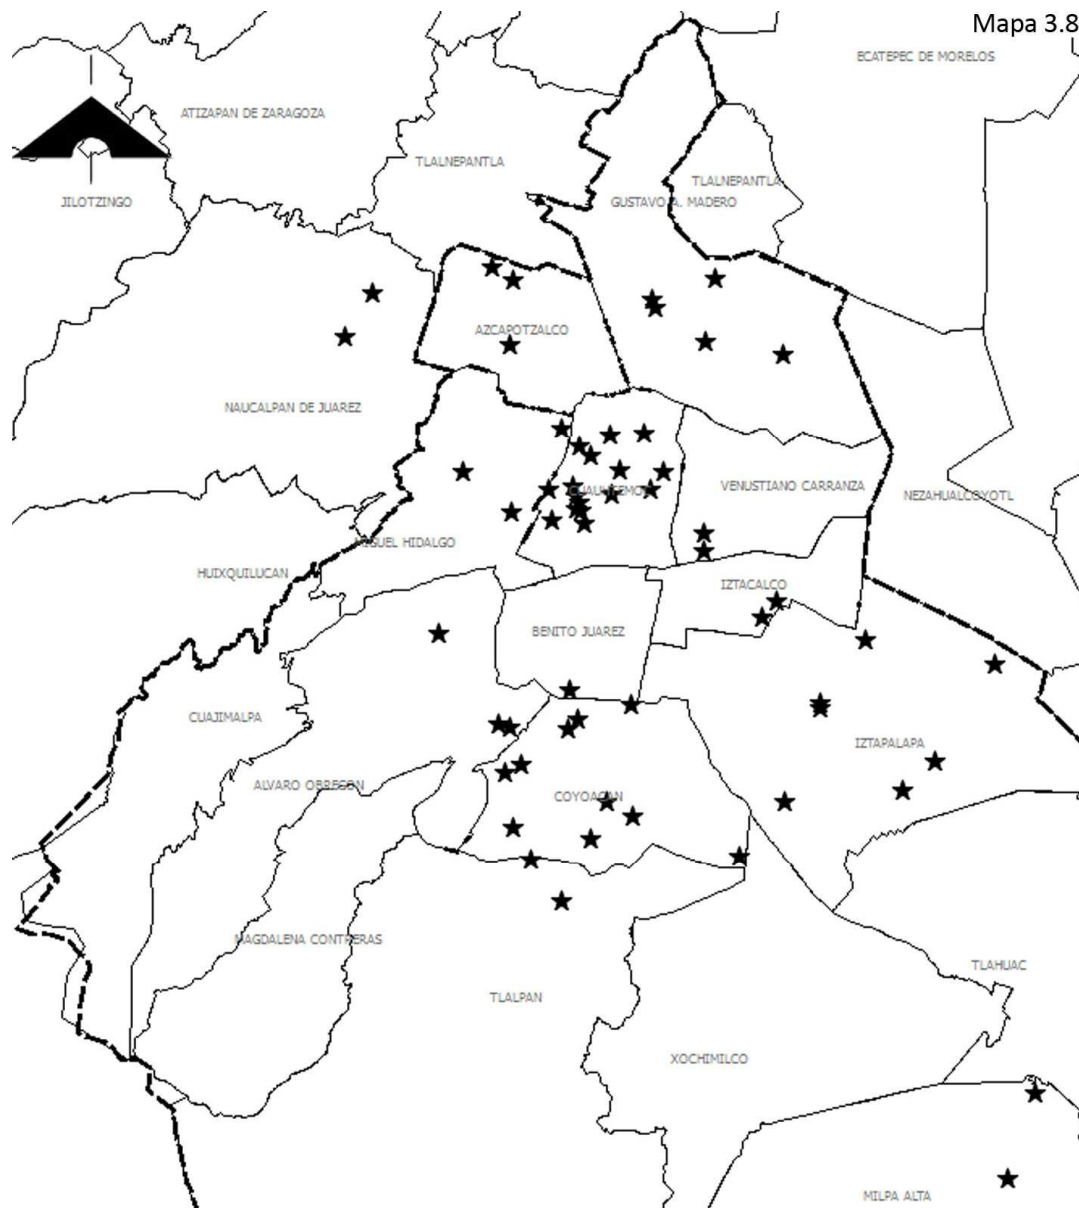 Mapa 3.8
ECATEPEC DE MORELOS
ATIZAPAN DE ZARAGOZA
TLALNEPANTLA
TLALNEPANTLA
JILOTZINGO
GUSTAVO A. MADERO
AZCAPOTZALCO
NAUCALPAN DE JUAREZ
VENUSTIANO CARRANZA
CUAUHTEMOC
NEZAHUALCOYOTL
MIGUEL HIDALGO
HUIXQUILUCAN
IZTACALCO
BENITO JUAREZ
CUAJIMALPA
IZTAPALAPA
ALVARO OBREGON
COYOACAN
MAGDALENA CONTRERAS
TLAHUAC
TLALPAN
XOCHIMILCO
MILPA ALTA